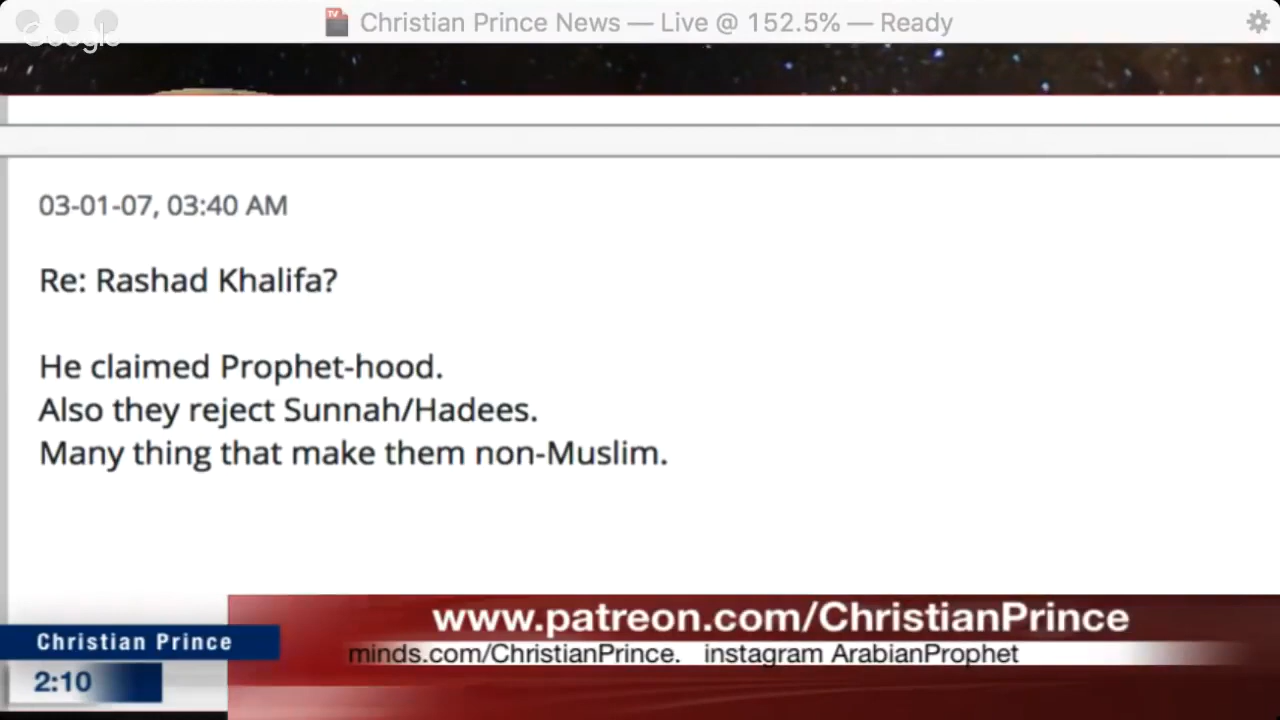 Christian Prince News — Live @ 152.5% — Ready
Google
03-01-07, 03:40 AM
Re: Rashad Khalifa?
He claimed Prophet-hood.
Also they reject Sunnah/Hadees.
Many thing that make them non-Muslim.
www.patreon.com/ChristianPrince
Christian Prince
minds.com/ChristianPrince. instagram ArabianProphet
2:10